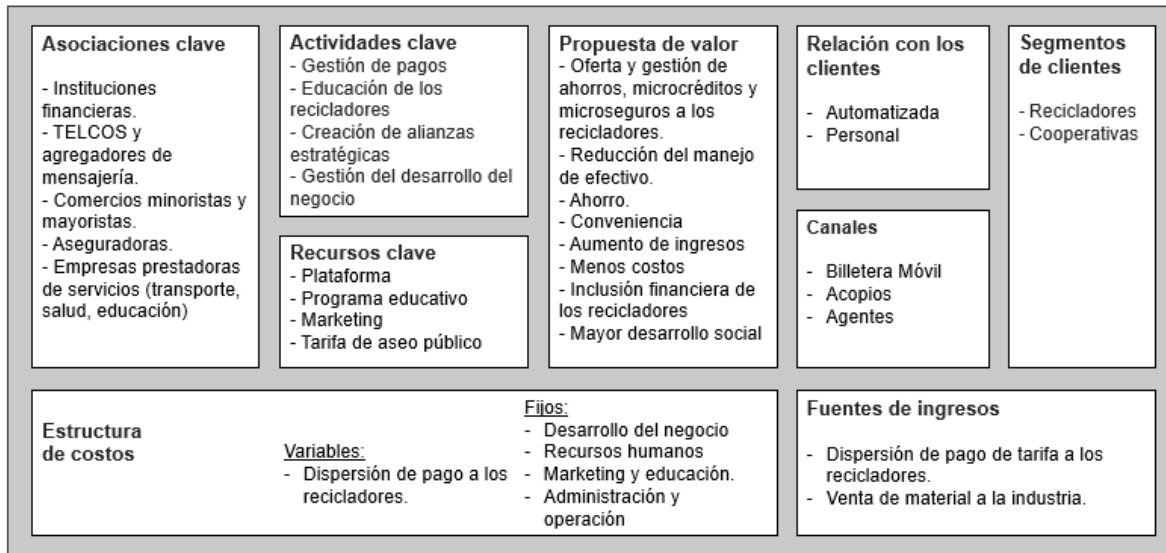 Asociaciones clave
- Instituciones
financieras.
- TELCOS y
agregadores de
mensajería.
- Comercios minoristas y
mayoristas.
- Aseguradoras.
- Empresas prestadoras
de servicios (transporte,
salud, educación)
Actividades clave
- Gestión de pagos
- Educación de los
recicladores
- Creación de alianzas
estratégicas
- Gestión del desarrollo del
negocio
Recursos clave
- Plataforma
- Programa educativo
- Marketing
- Tarifa de aseo público
Propuesta de valor
- Oferta y gestión de
ahorros, microcréditos y
microseguros a los
recicladores.
- Reducción del manejo
de efectivo.
- Ahorro.
- Conveniencia
- Aumento de ingresos
- Menos costos
- Inclusión financiera de
los recicladores
- Mayor desarrollo social
Relación con los
clientes
- Automatizada
- Personal
Canales
- Billetera Móvil
- Acopios
- Agentes
Segmentos
de clientes
- Recicladores
- Cooperativas
Estructura
de costos
Variables:
- Dispersión de pago a los
recicladores.
Fijos:
- Desarrollo del negocio
- Recursos humanos
- Marketing y educación.
- Administración y
operación
Fuentes de ingresos
- Dispersión de pago de tarifa a los
recicladores.
- Venta de material a la industria.